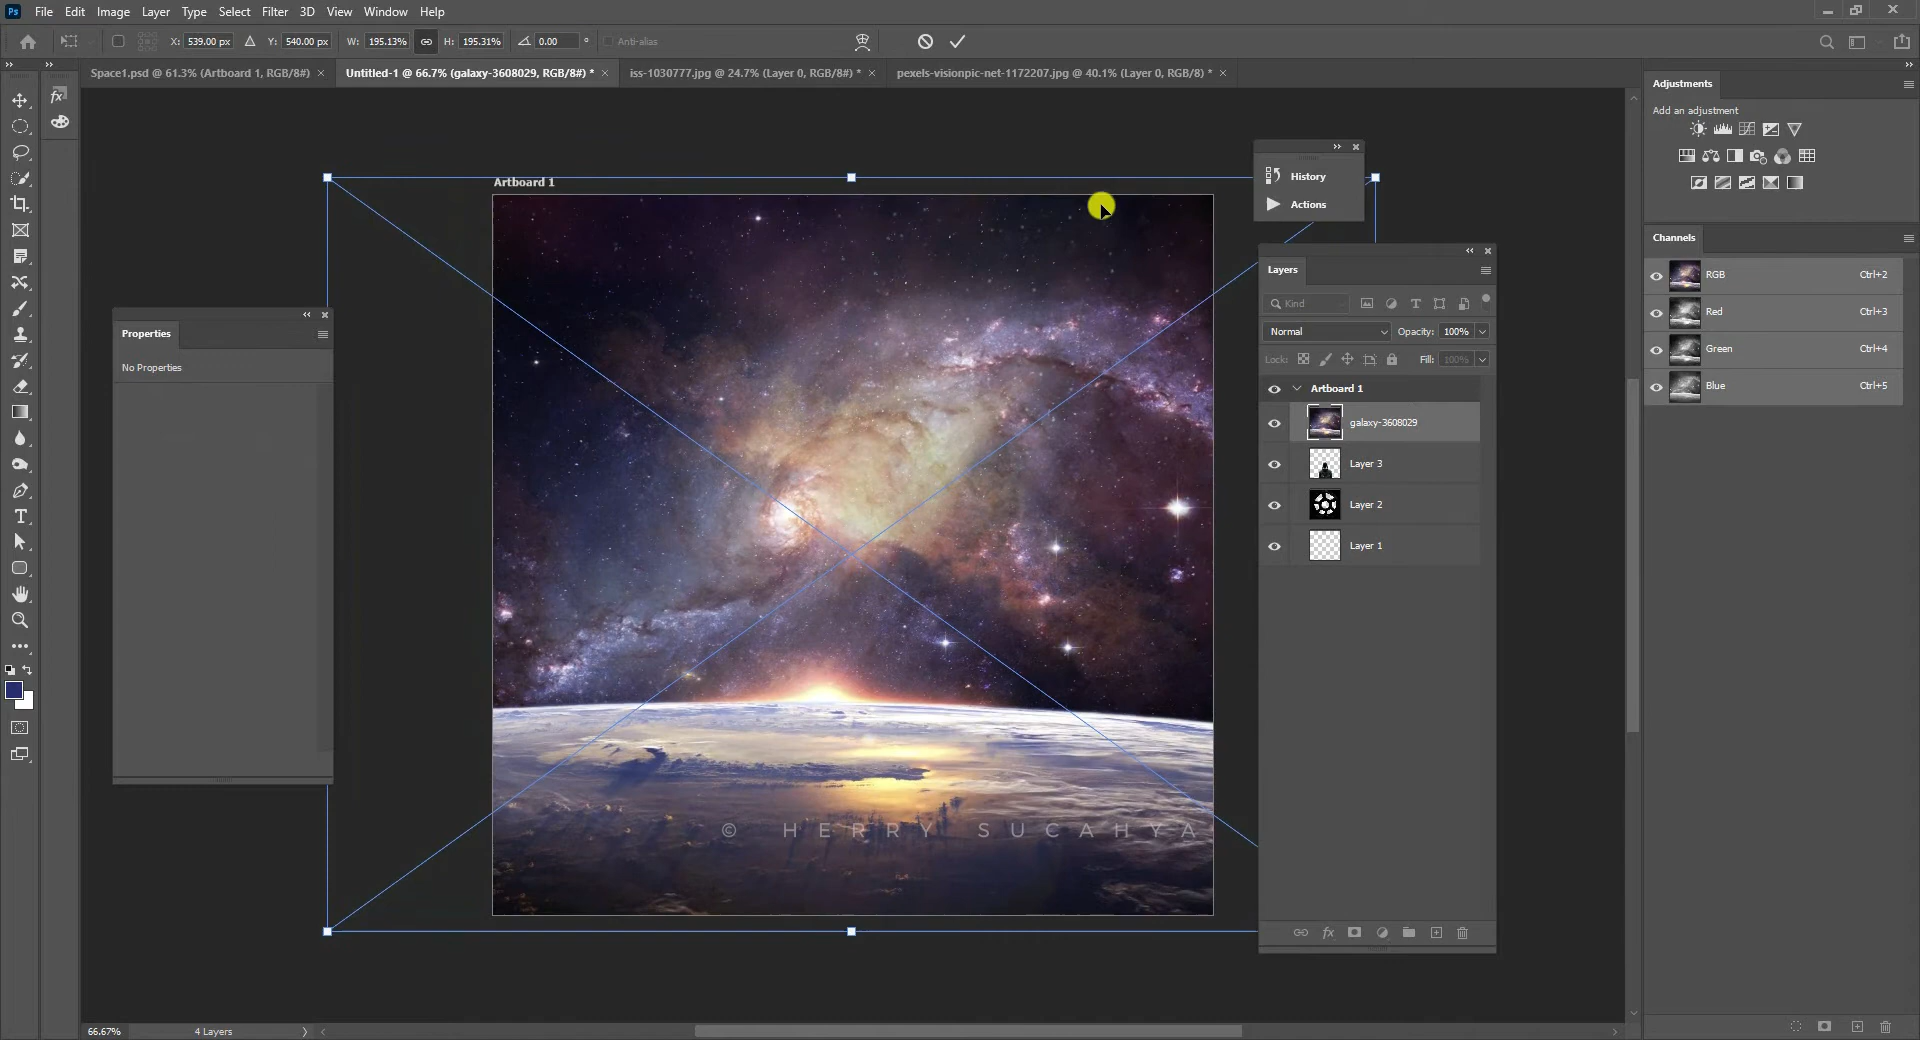 Ps File Edit Image Layer Type Select Filter 3D View Window Help
X: 539.00 px Y: 540.00 px W: 195.13% H: 195.31% 0.00 ° Anti-alias
Space1.psd @ 61.3% (Artboard 1, RGB/8#) × Untitled-1 @ 66.7% (galaxy-3608029, RGB/8#) * × iss-1030777.jpg @ 24.7% (Layer 0, RGB/8#) * × pexels-visionpic-net-1172207.jpg @ 40.1% (Layer 0, RGB/8) * ×
Artboard 1
Properties
No Properties
© HERRY SUCAHYA
History
Actions
Layers
Kind
Normal Opacity: 100%
Lock: Fill: 100%
Artboard 1
galaxy-3608029
Layer 3
Layer 2
Layer 1
fx
Adjustments
Add an adjustment
Channels
RGB Ctrl+2
Red Ctrl+3
Green Ctrl+4
Blue Ctrl+5
66.67% 4 Layers